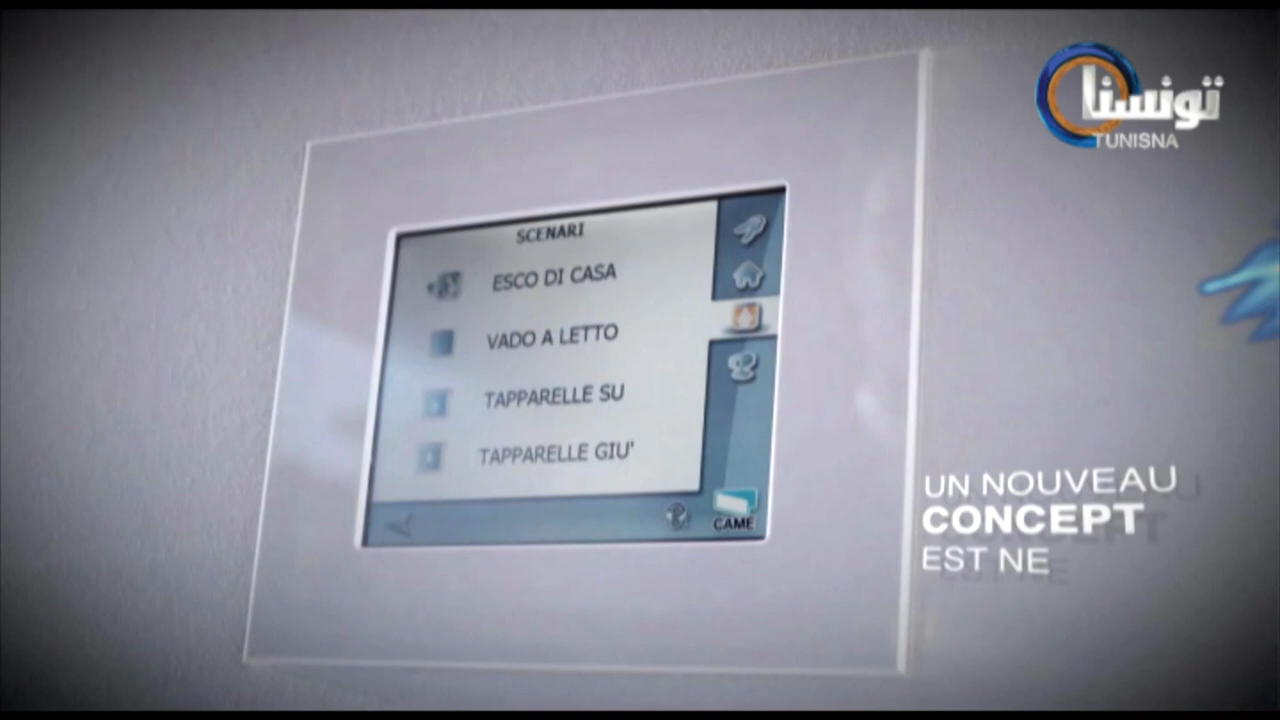 تونسنا
TUNISNA
SCENARI
ESCO DI CASA
VADO A LETTO
TAPPARELLE SU
TAPPARELLE GIU'
CAME
UN NOUVEAU
CONCEPT
EST NE